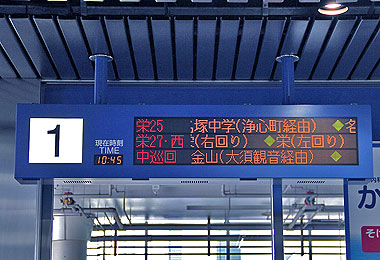 1
現在時刻
TIME
10:45
栄25 塚中学(浄心町経由) ◆名
栄27・西 (右回り) ◆栄(左回り)
中巡回 金山(大須観音経由) ◆
か